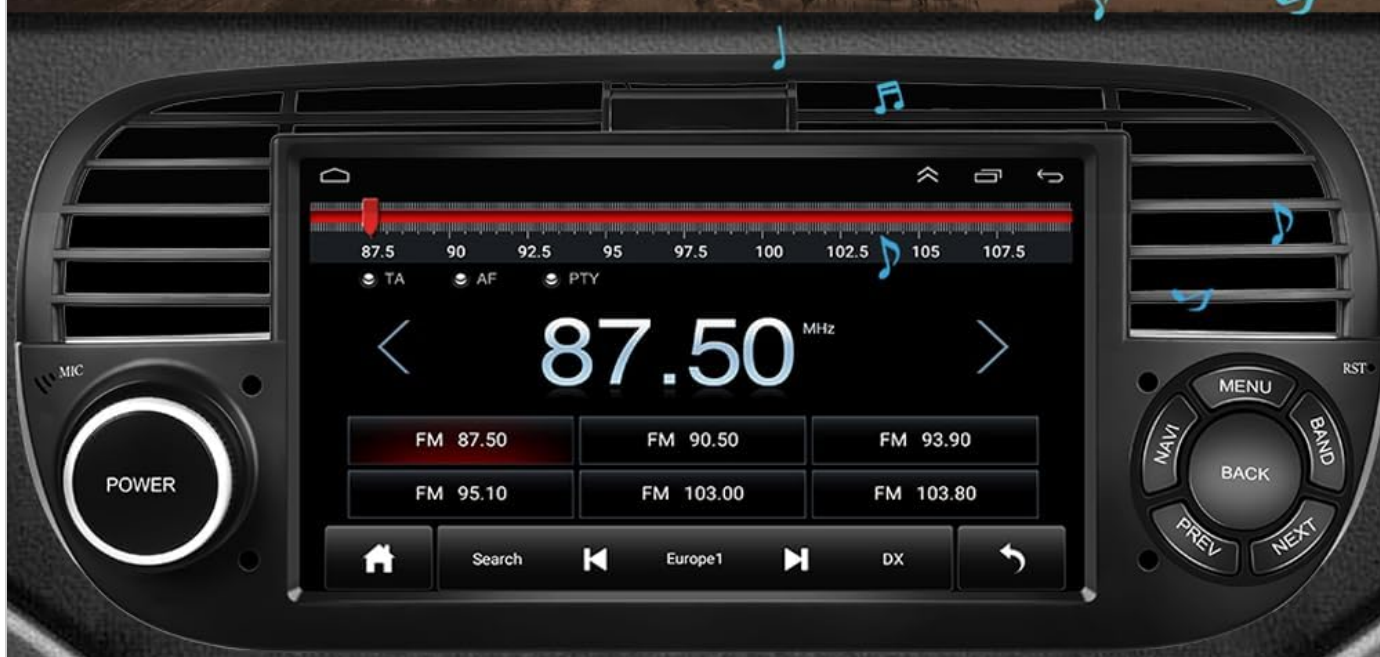 87.5 90 92.5 95 97.5 100 102.5 105 107.5
TA AF PTY
87.50 MHz
MIC
RST
MENU
NAVI
BAND
BACK
PREV
NEXT
POWER
FM 87.50 FM 90.50 FM 93.90
FM 95.10 FM 103.00 FM 103.80
Search Europe1 DX